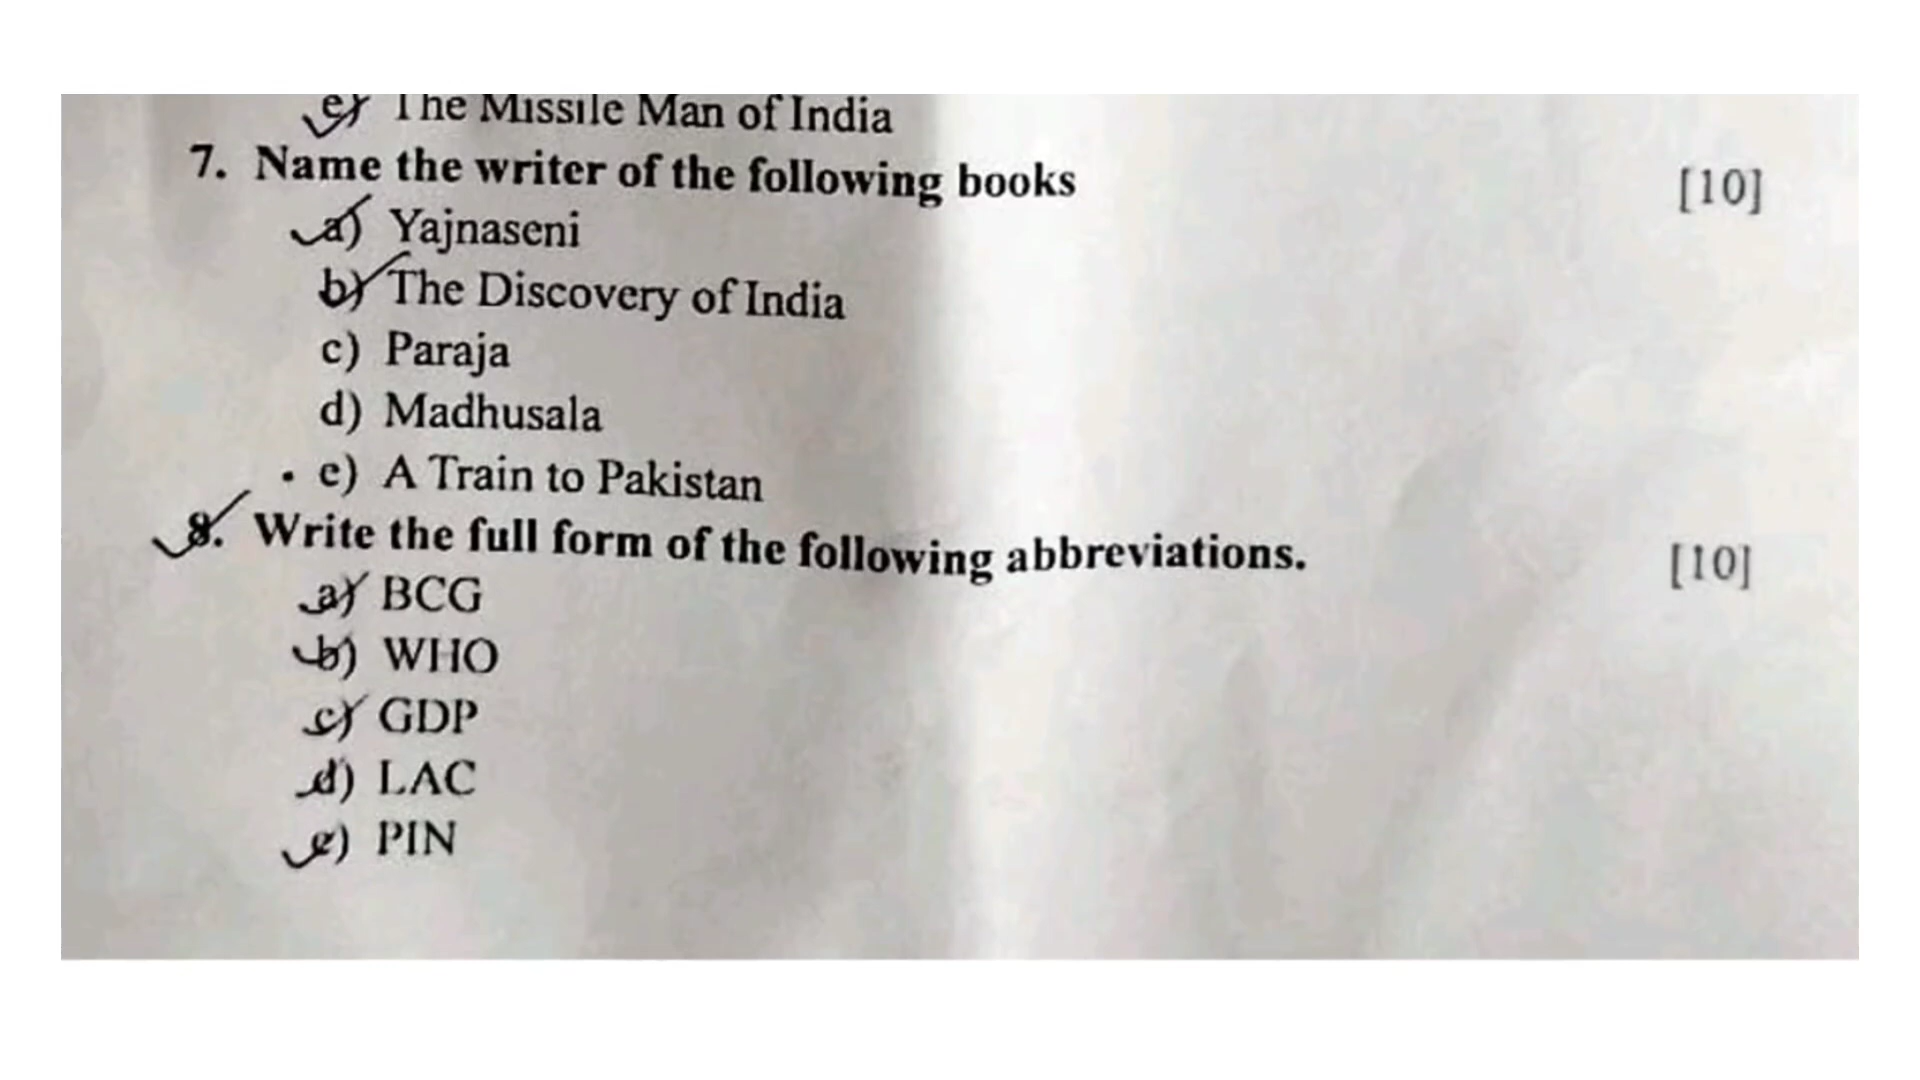 e) The Missile Man of India
7. Name the writer of the following books [10]
a) Yajnaseni
b) The Discovery of India
c) Paraja
d) Madhusala
e) A Train to Pakistan
8. Write the full form of the following abbreviations. [10]
a) BCG
b) WHO
c) GDP
d) LAC
e) PIN